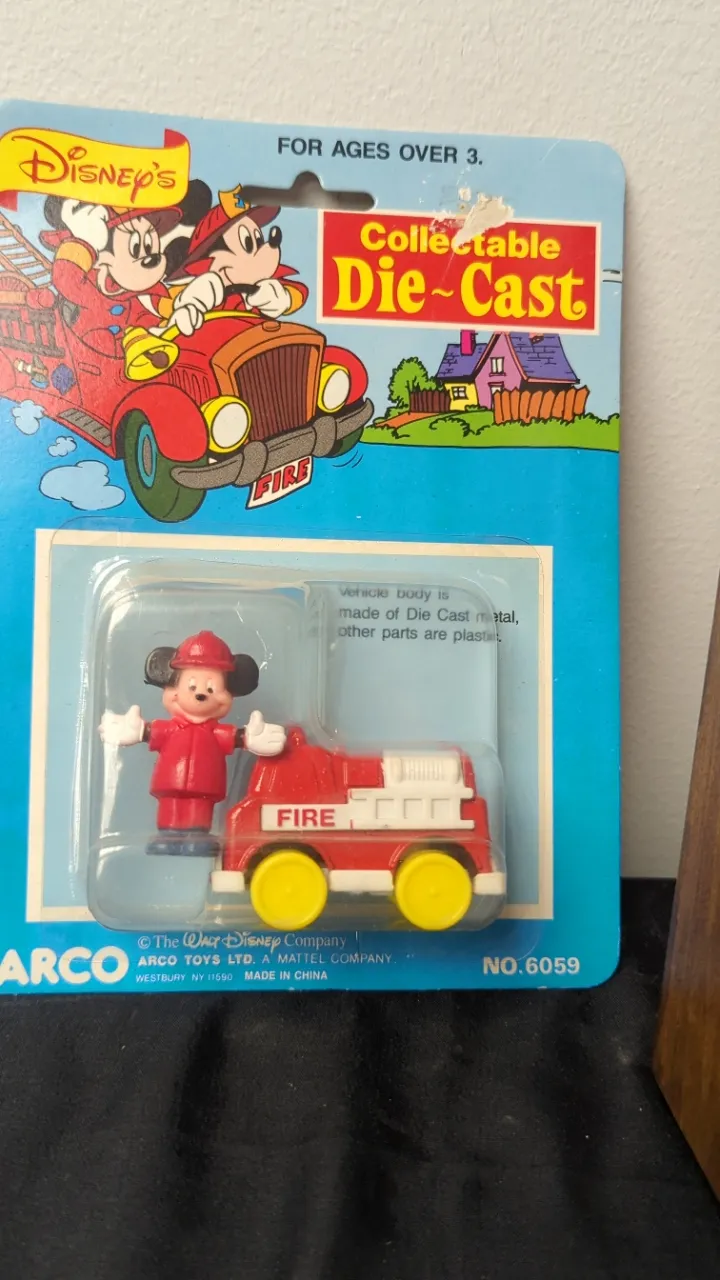 Disney's
FOR AGES OVER 3.
Collectable
Die~Cast
FIRE
Vehicle body is
made of Die Cast metal,
other parts are plastic.
FIRE
© The Walt Disney Company
ARCO
ARCO TOYS LTD. A MATTEL COMPANY.
WESTBURY NY 11590 MADE IN CHINA
NO.6059